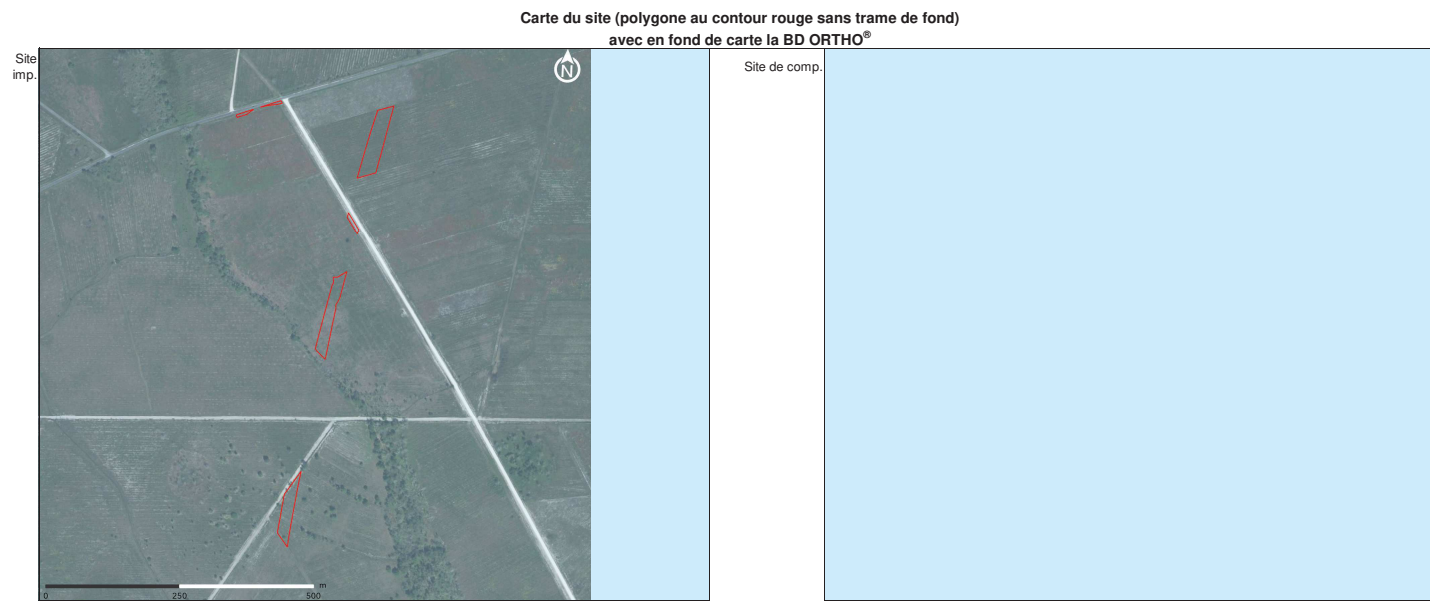 Carte du site (polygone au contour rouge sans trame de fond)
avec en fond de carte la BD ORTHO®
Site
imp.
N
Site de comp.
m
0 250 500